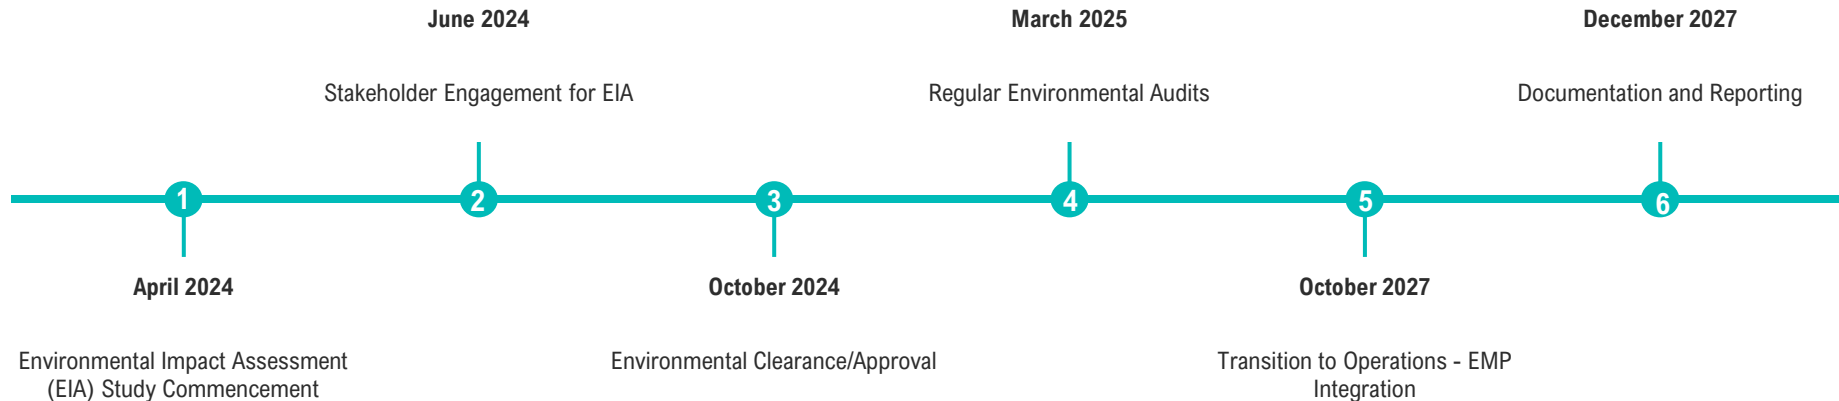 June 2024
March 2025
December 2027
Stakeholder Engagement for EIA
Regular Environmental Audits
Documentation and Reporting
1
2
3
4
5
6
April 2024
October 2024
October 2027
Environmental Impact Assessment
(EIA) Study Commencement
Environmental Clearance/Approval
Transition to Operations - EMP
Integration